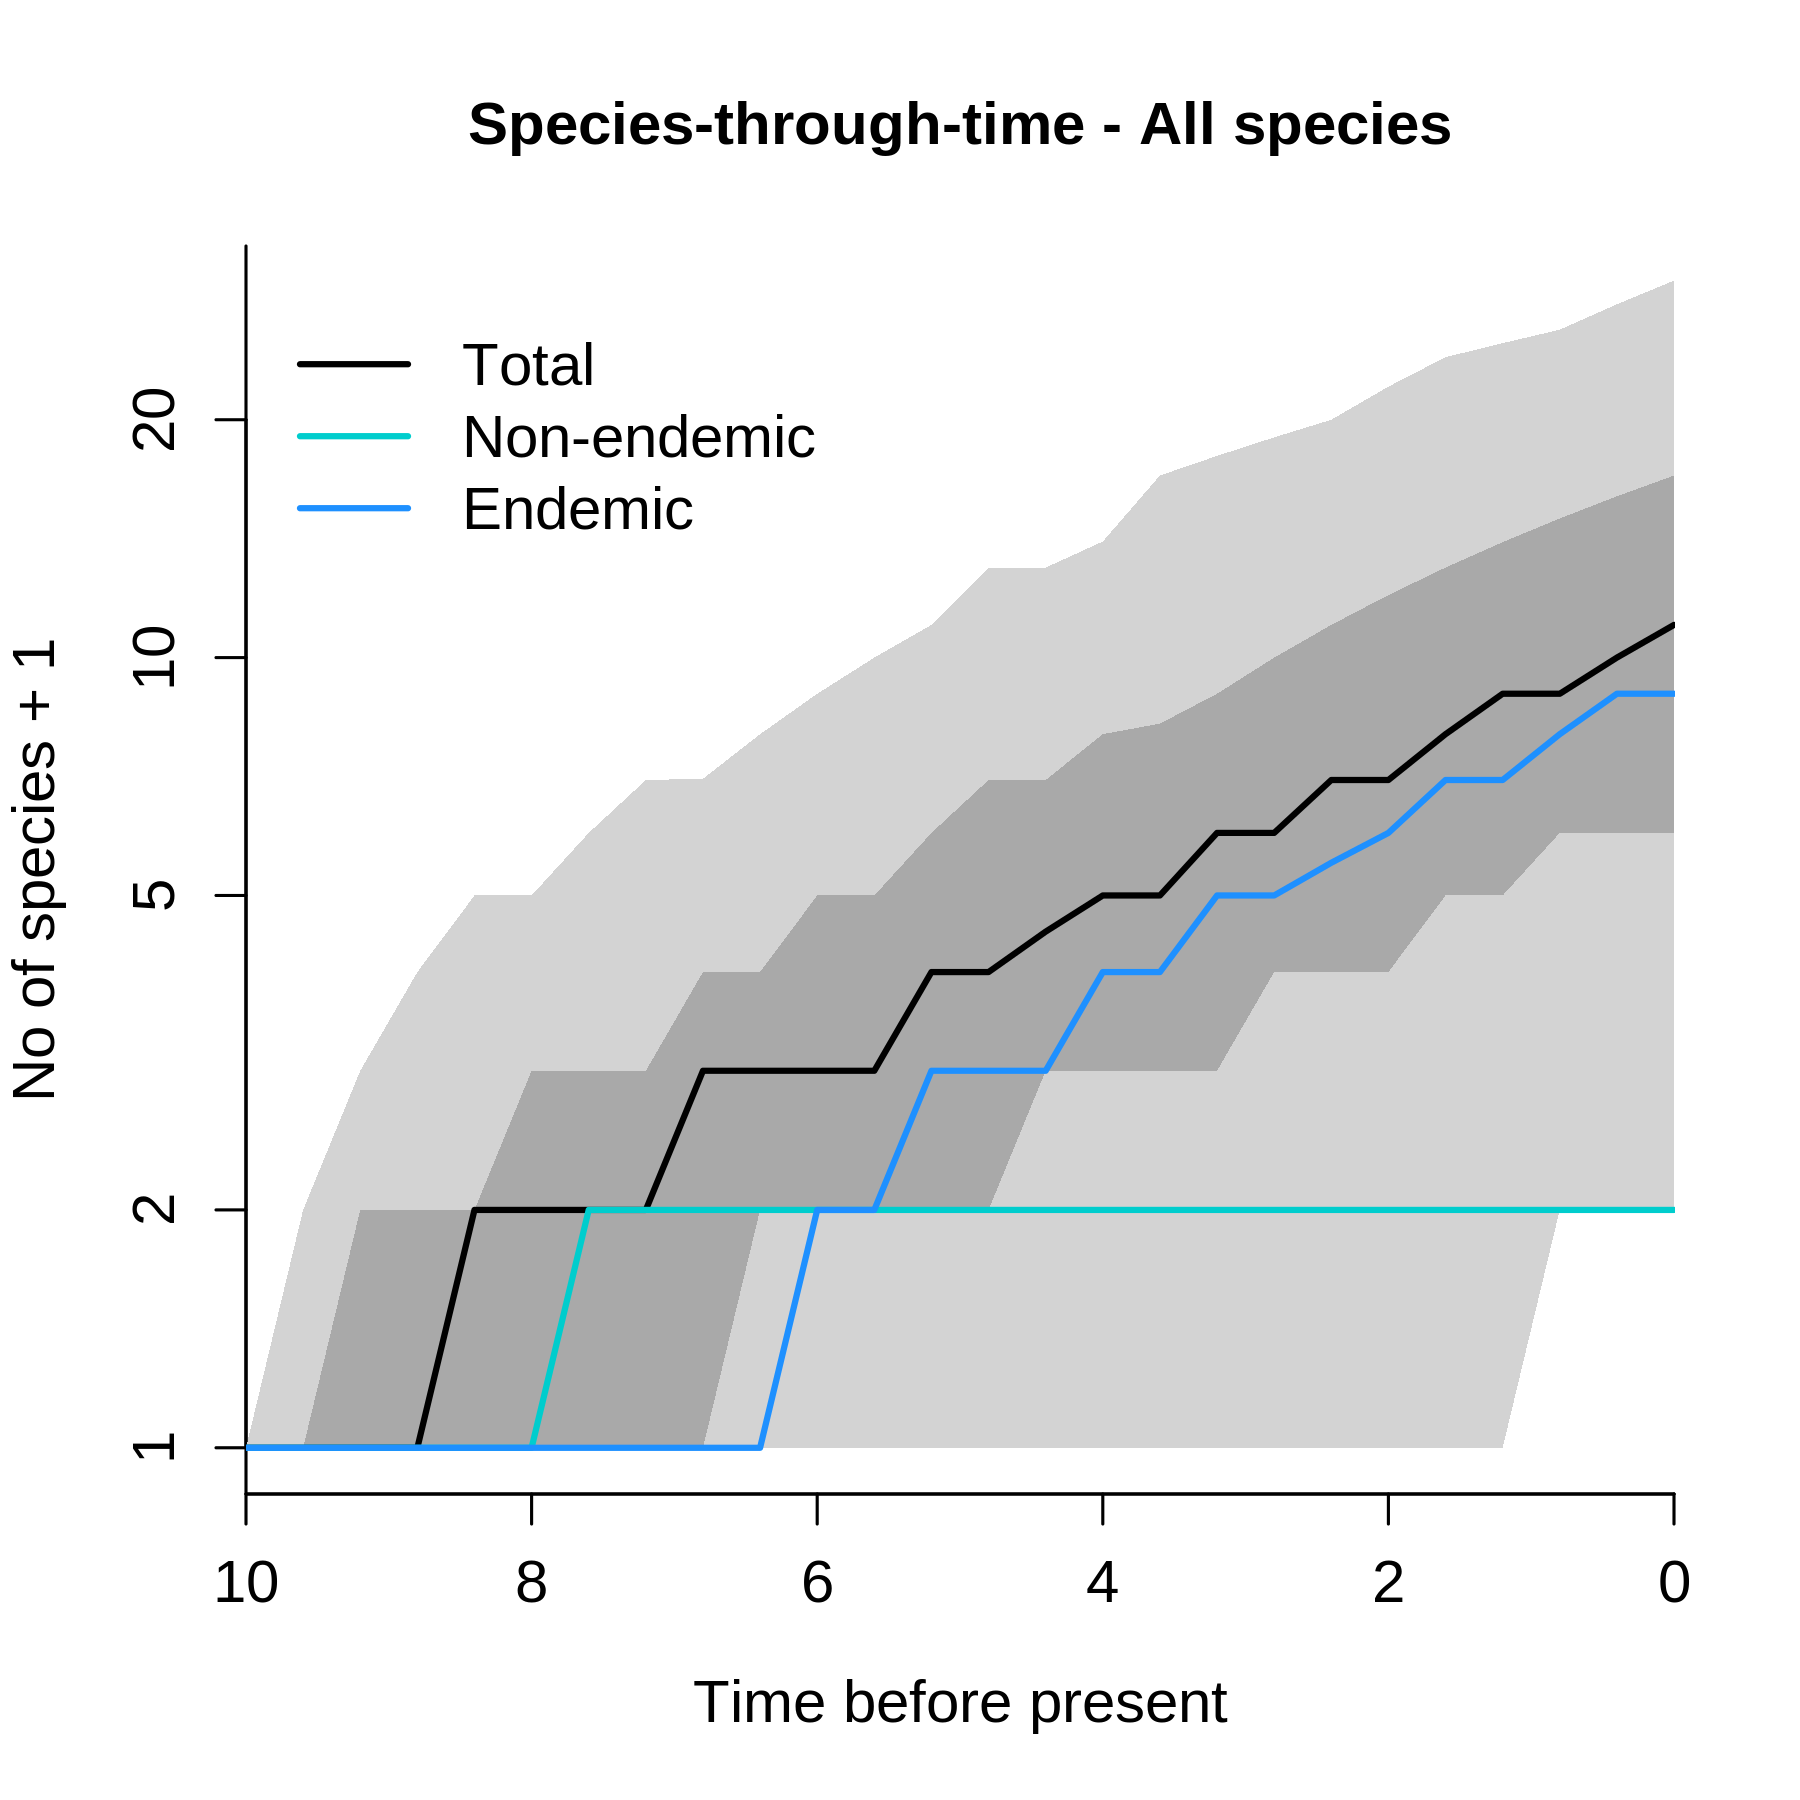 Species-through-time - All species
Total
Non-endemic
Endemic
No of species + 1
20
10
5
2
1
10 8 6 4 2 0
Time before present